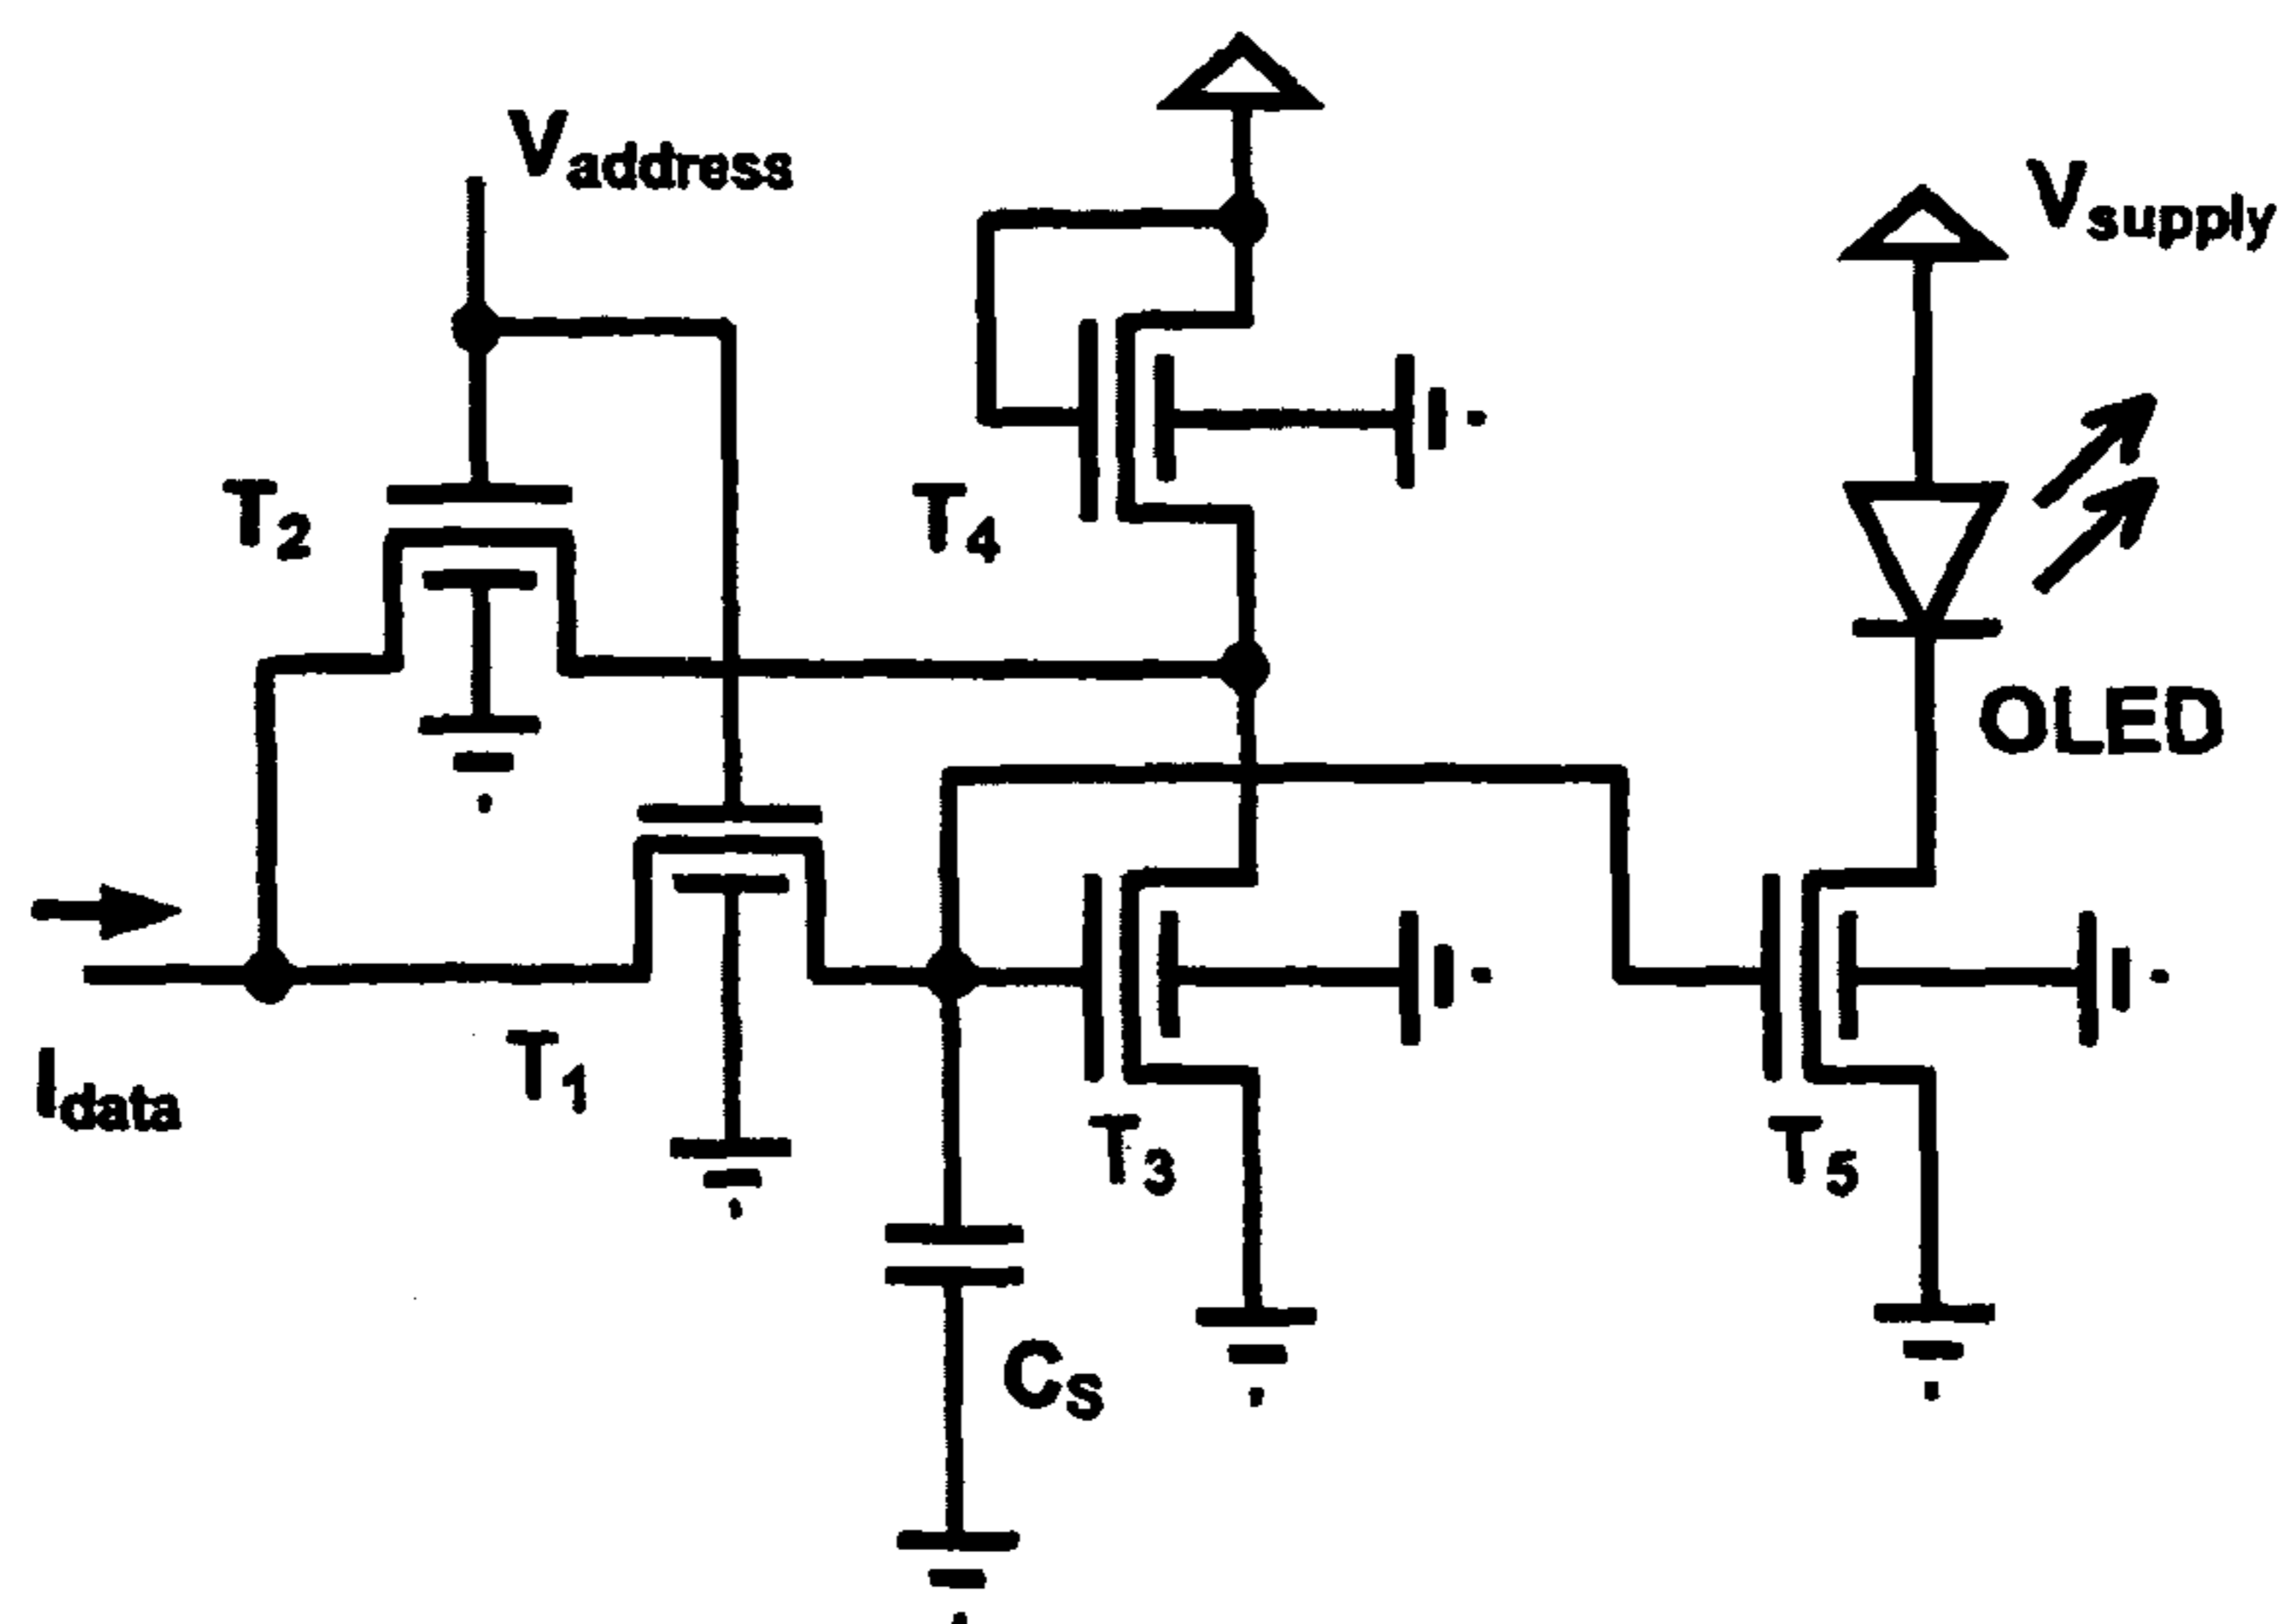 Vaddress
Vsupply
T2
T4
OLED
Idata
T1
T3
T5
CS